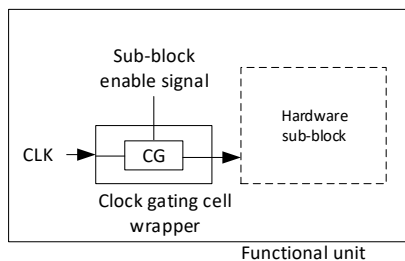 Sub-block
enable signal
Hardware
sub-block
CLK
CG
Clock gating cell
wrapper
Functional unit